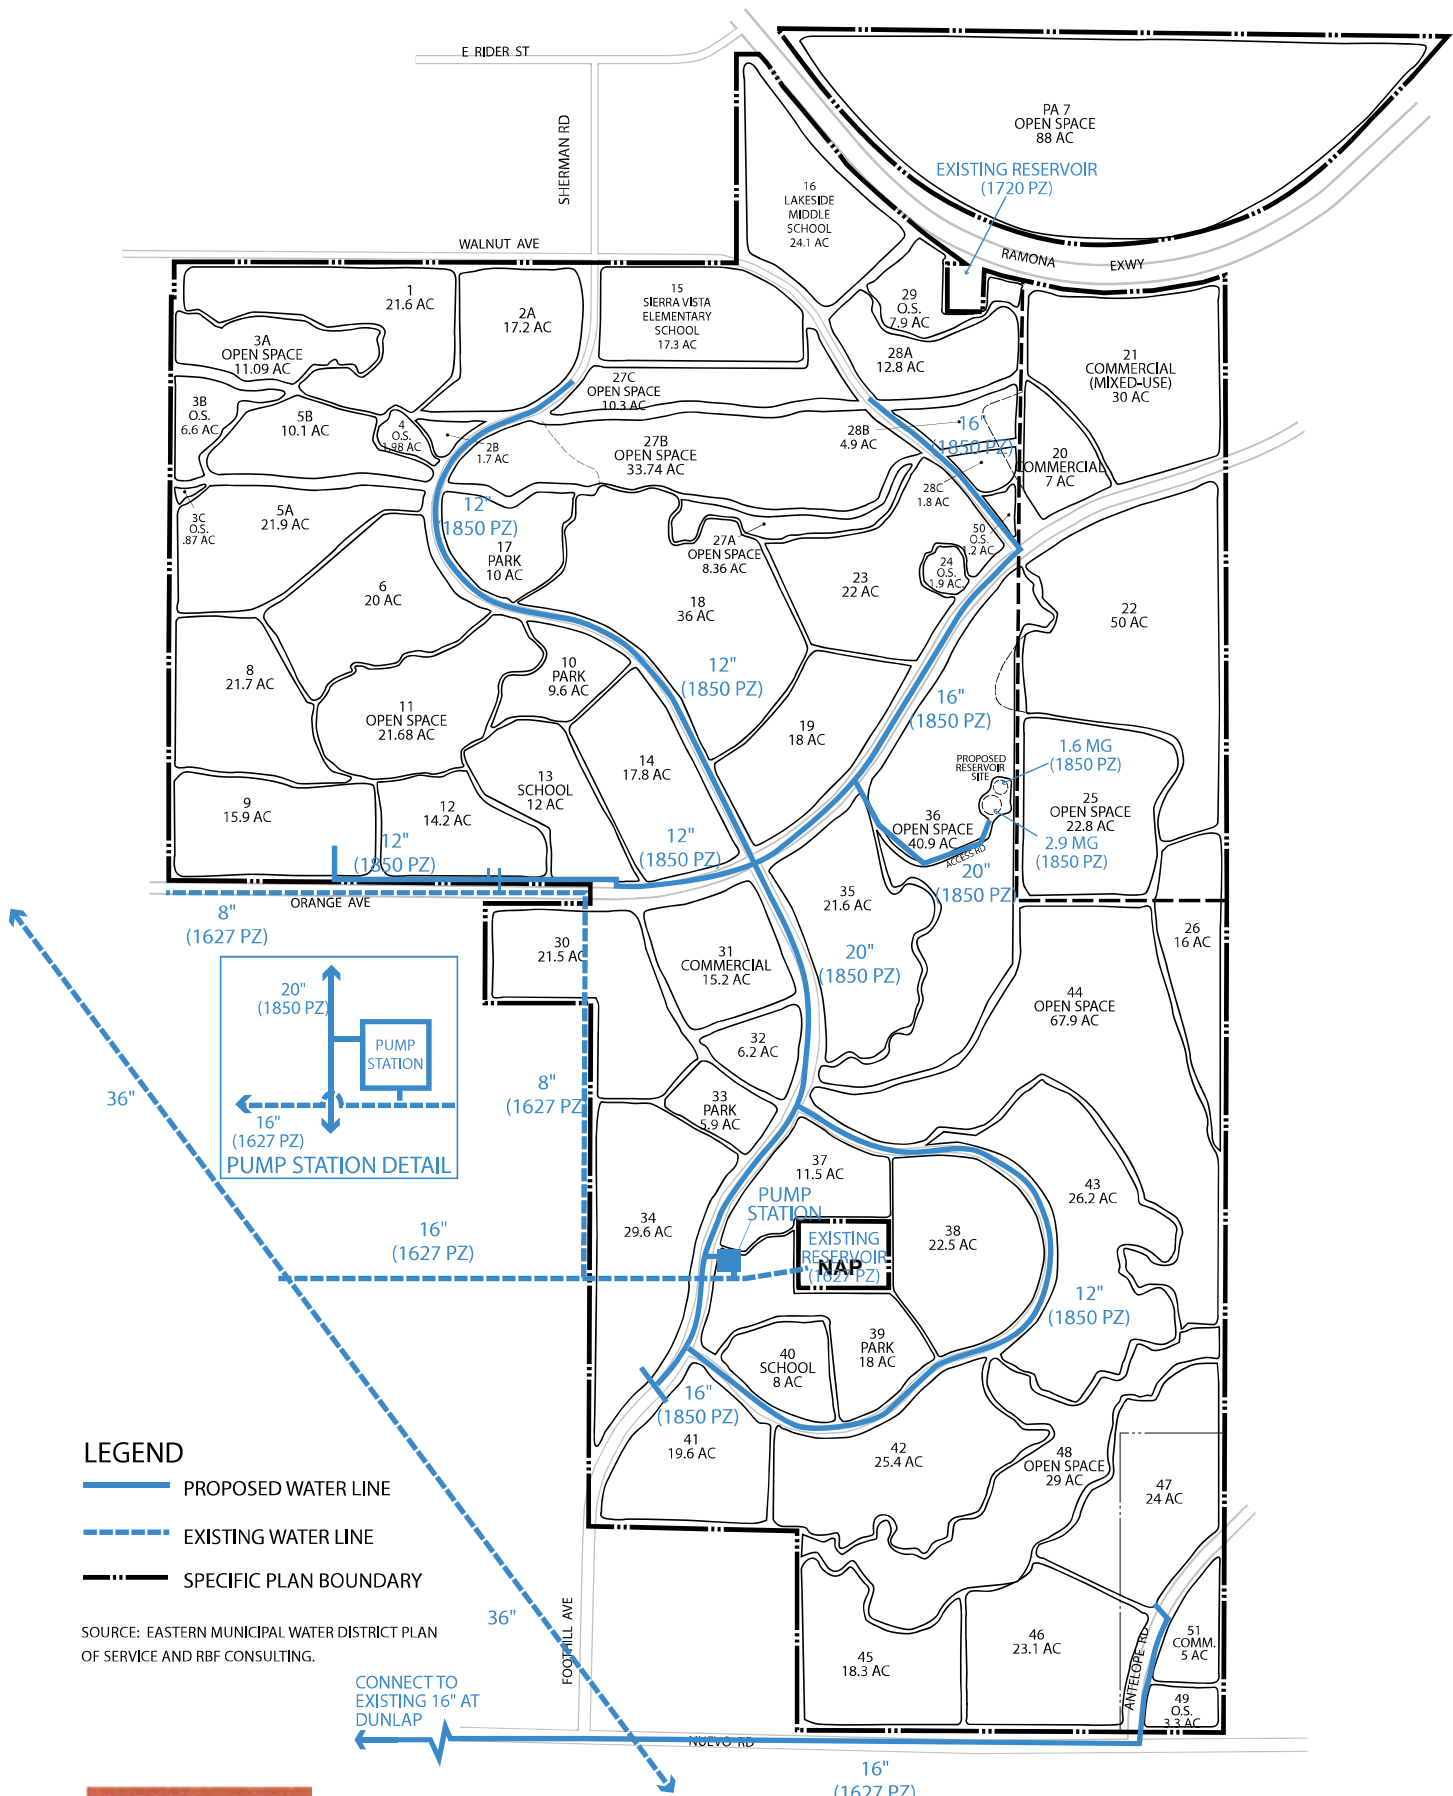 E RIDER ST
SHERMAN RD
WALNUT AVE
PA 7
OPEN SPACE
88 AC
EXISTING RESERVOIR
(1720 PZ)
RAMONA EXWY
16
LAKESIDE
MIDDLE
SCHOOL
24.1 AC
1
21.6 AC
2A
17.2 AC
15
SIERRA VISTA
ELEMENTARY
SCHOOL
17.3 AC
29
O.S.
7.9 AC
28A
12.8 AC
21
COMMERCIAL
(MIXED-USE)
30 AC
3A
OPEN SPACE
11.09 AC
27C
OPEN SPACE
10.3 AC
3B
O.S.
6.6 AC
5B
10.1 AC
4
O.S.
1.98 AC
2B
1.7 AC
27B
OPEN SPACE
33.74 AC
28B
4.9 AC
16"
(1850 PZ)
20
COMMERCIAL
7 AC
3C
O.S.
.87 AC
5A
21.9 AC
12"
(1850 PZ)
17
PARK
10 AC
27A
OPEN SPACE
8.36 AC
28C
1.8 AC
50
O.S.
1.2 AC
24
O.S.
1.9 AC
6
20 AC
18
36 AC
23
22 AC
22
50 AC
8
21.7 AC
10
PARK
9.6 AC
12"
(1850 PZ)
11
OPEN SPACE
21.68 AC
19
18 AC
16"
(1850 PZ)
14
17.8 AC
13
SCHOOL
12 AC
PROPOSED
RESERVOIR
SITE
1.6 MG
(1850 PZ)
9
15.9 AC
12
14.2 AC
12"
(1850 PZ)
12"
(1850 PZ)
36
OPEN SPACE
40.9 AC
ACCESS RD
20"
(1850 PZ)
25
OPEN SPACE
22.8 AC
2.9 MG
(1850 PZ)
ORANGE AVE
8"
(1627 PZ)
35
21.6 AC
20"
(1850 PZ)
30
21.5 AC
31
COMMERCIAL
15.2 AC
26
16 AC
44
OPEN SPACE
67.9 AC
20"
(1850 PZ)
PUMP
STATION
16"
(1627 PZ)
PUMP STATION DETAIL
36"
8"
(1627 PZ
32
6.2 AC
33
PARK
5.9 AC
37
11.5 AC
43
26.2 AC
34
29.6 AC
PUMP
STATION
38
22.5 AC
16"
(1627 PZ)
EXISTING
RESERVOIR
(1627 PZ)
NAP
12"
(1850 PZ)
40
SCHOOL
8 AC
39
PARK
18 AC
16"
(1850 PZ)
41
19.6 AC
42
25.4 AC
48
OPEN SPACE
29 AC
47
24 AC
LEGEND
PROPOSED WATER LINE
EXISTING WATER LINE
SPECIFIC PLAN BOUNDARY
SOURCE: EASTERN MUNICIPAL WATER DISTRICT PLAN
OF SERVICE AND RBF CONSULTING.
36"
FOOTHILL AVE
45
18.3 AC
46
23.1 AC
ANTELOPE RD
51
COMM.
5 AC
49
O.S.
3.3 AC
CONNECT TO
EXISTING 16" AT
DUNLAP
NUEVO RD
16"
(1627 PZ)